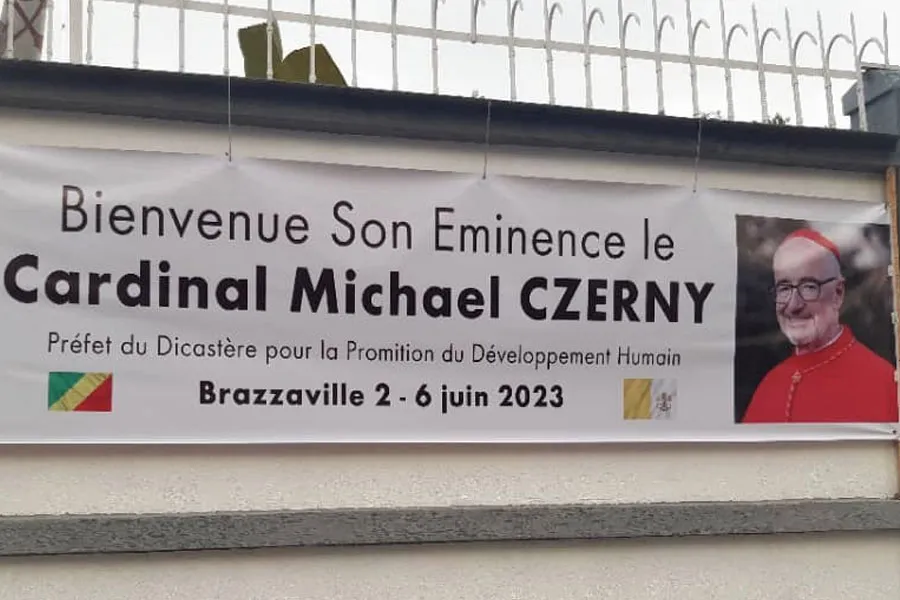 Bienvenue Son Eminence le
Cardinal Michael CZERNY
Préfet du Dicastère pour la Promition du Développement Humain
Brazzaville 2 - 6 juin 2023